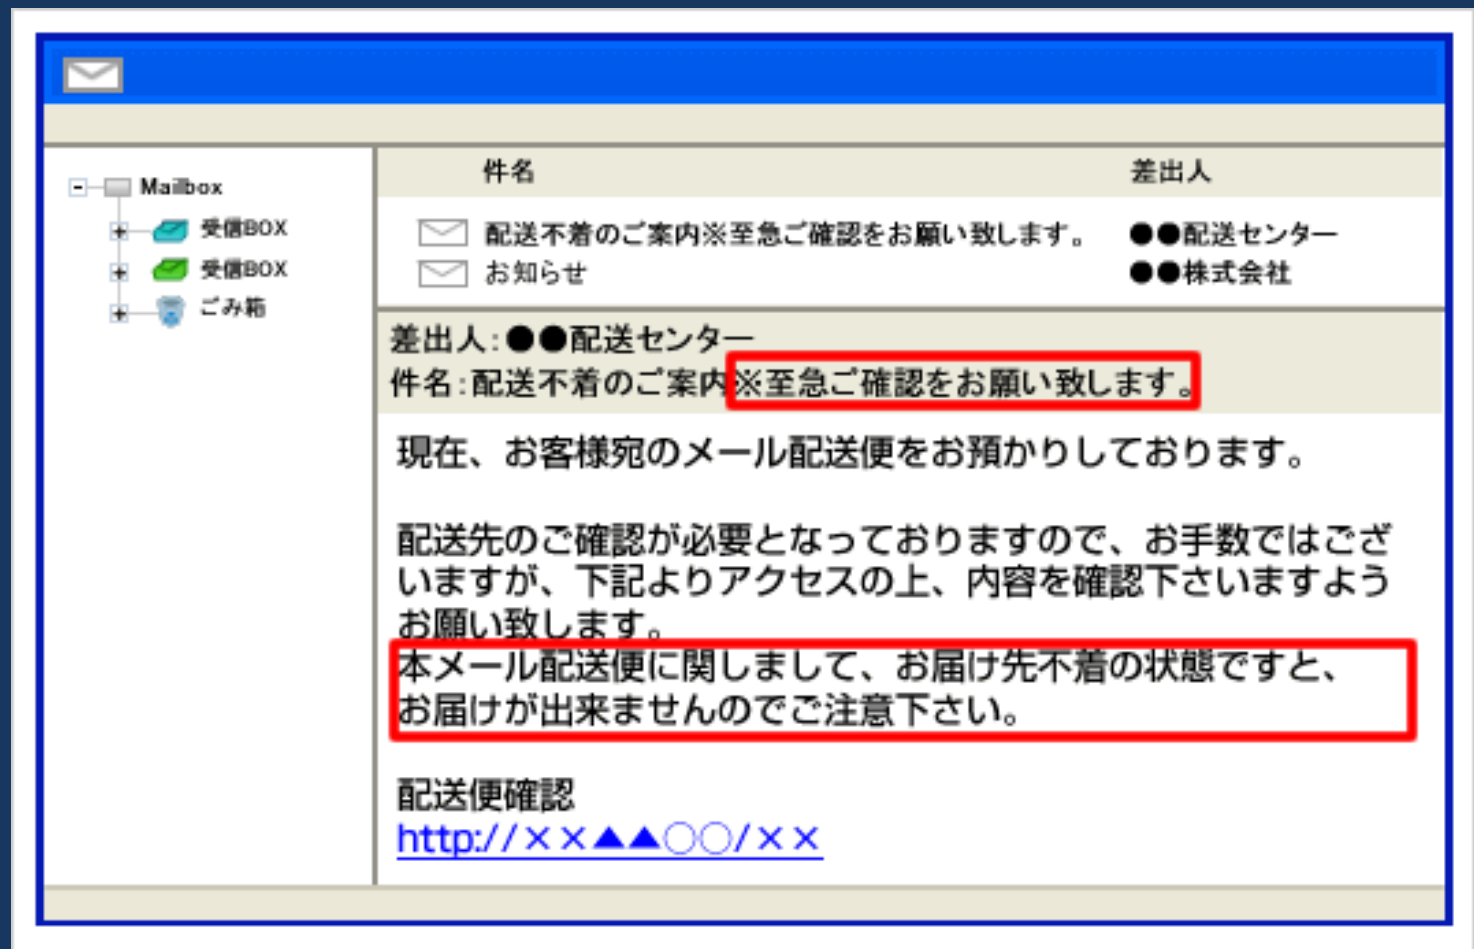 Mailbox
受信BOX
受信BOX
ごみ箱
件名 差出人
配送不着のご案内※至急ご確認をお願い致します。 ●●配送センター
お知らせ ●●株式会社
差出人:●●配送センター
件名:配送不着のご案内※至急ご確認をお願い致します。
現在、お客様宛のメール配送便をお預かりしております。
配送先のご確認が必要となっておりますので、お手数ではござ
いますが、下記よりアクセスの上、内容を確認下さいますよう
お願い致します。
本メール配送便に関しまして、お届け先不着の状態ですと、
お届けが出来ませんのでご注意下さい。
配送便確認
http://××▲▲○○/××